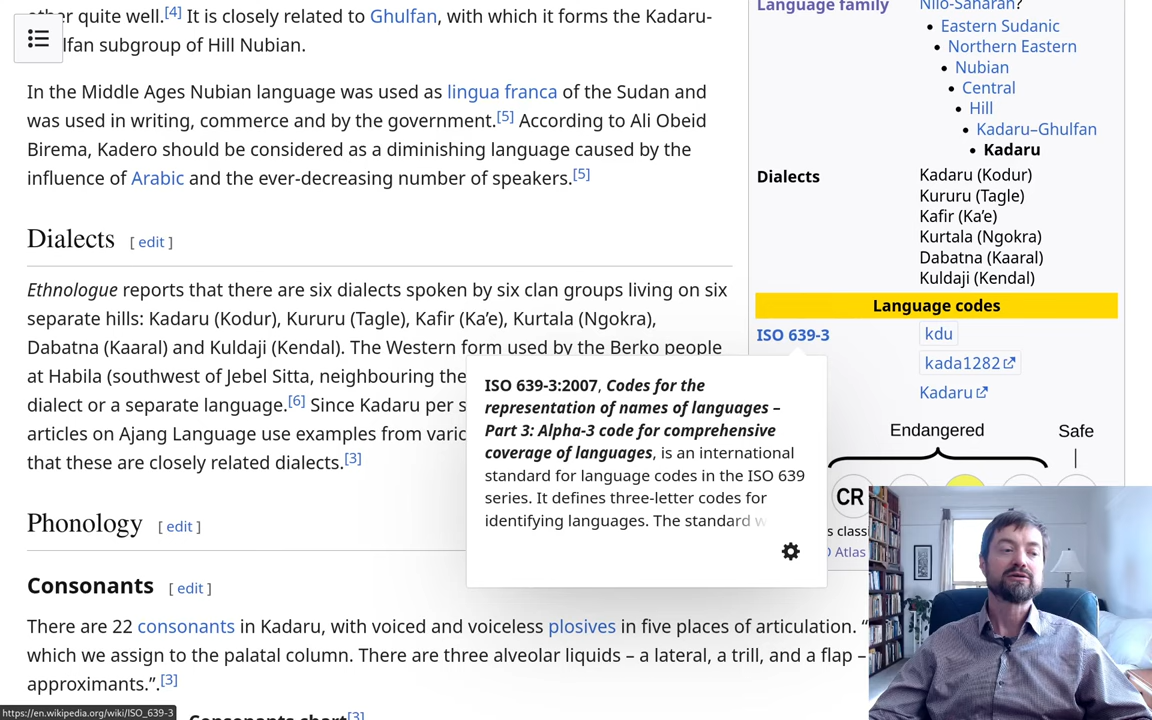 other quite well.[4] It is closely related to Ghulfan, with which it forms the Kadaru-
lfan subgroup of Hill Nubian.
In the Middle Ages Nubian language was used as lingua franca of the Sudan and
was used in writing, commerce and by the government.[5] According to Ali Obeid
Birema, Kadero should be considered as a diminishing language caused by the
influence of Arabic and the ever-decreasing number of speakers.[5]
Dialects [ edit ]
Ethnologue reports that there are six dialects spoken by six clan groups living on six
separate hills: Kadaru (Kodur), Kururu (Tagle), Kafir (Ka’e), Kurtala (Ngokra),
Dabatna (Kaaral) and Kuldaji (Kendal). The Western form used by the Berko people
at Habila (southwest of Jebel Sitta, neighbouring the
dialect or a separate language.[6] Since Kadaru per s
articles on Ajang Language use examples from vario
that these are closely related dialects.[3]
Phonology [ edit ]
Consonants [ edit ]
There are 22 consonants in Kadaru, with voiced and voiceless plosives in five places of articulation. “
which we assign to the palatal column. There are three alveolar liquids – a lateral, a trill, and a flap –
approximants.”.[3]
Consonants chart[3]
Language family Nilo-Saharan?
• Eastern Sudanic
• Northern Eastern
• Nubian
• Central
• Hill
• Kadaru–Ghulfan
• Kadaru
Dialects Kadaru (Kodur)
Kururu (Tagle)
Kafir (Ka’e)
Kurtala (Ngokra)
Dabatna (Kaaral)
Kuldaji (Kendal)
Language codes
ISO 639-3 kdu
kada1282
Kadaru
Endangered Safe
CR
s class
Atlas
ISO 639-3:2007, Codes for the
representation of names of languages –
Part 3: Alpha-3 code for comprehensive
coverage of languages, is an international
standard for language codes in the ISO 639
series. It defines three-letter codes for
identifying languages. The standard w
https://en.wikipedia.org/wiki/ISO_639-3